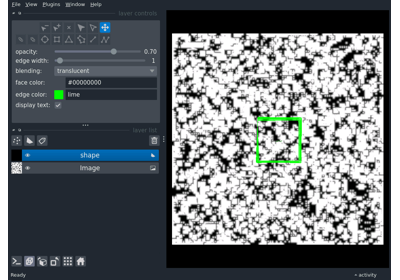 File View Plugins Window Help
layer controls
opacity: 0.70
edge width: 1
blending: translucent
face color: #00000000
edge color: lime
display text:
layer list
shape
Image
Ready
activity